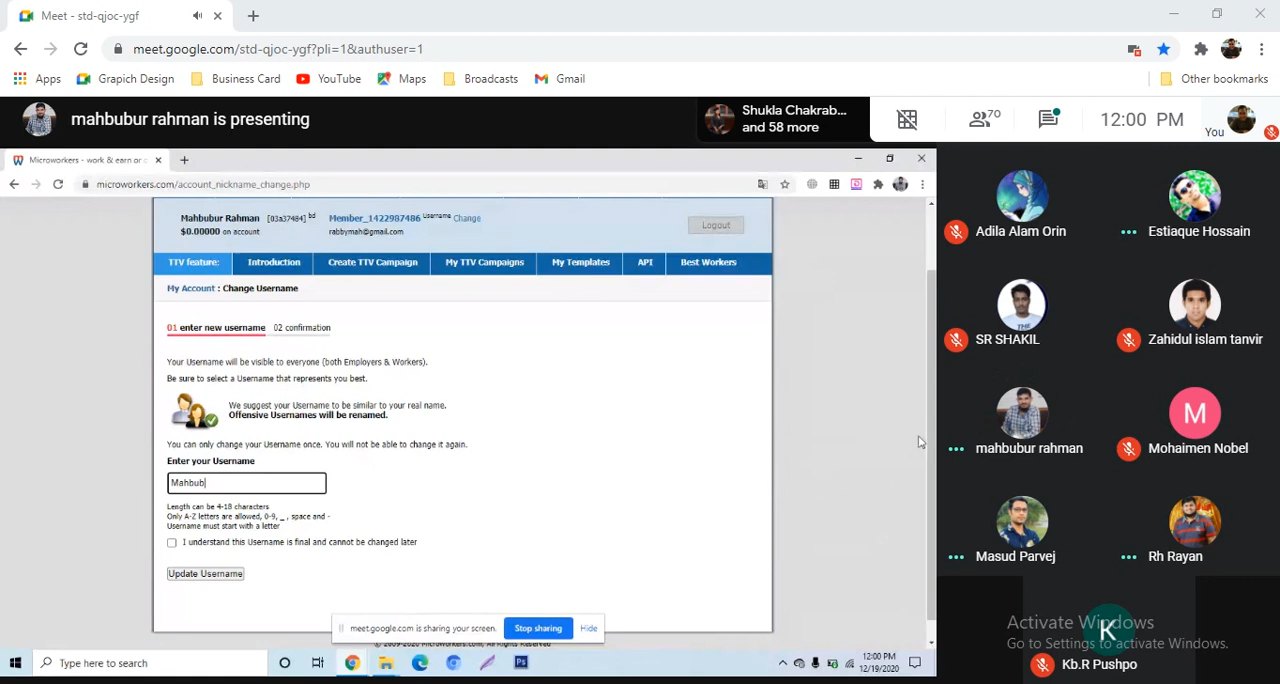 Meet - std-qjoc-ygf
meet.google.com/std-qjoc-ygf?pli=1&authuser=1
Apps Grapich Design Business Card YouTube Maps Broadcasts Gmail Other bookmarks
mahbubur rahman is presenting
Shukla Chakrab...
and 58 more
70
12:00 PM
You
Microworkers - work & earn or
microworkers.com/account_nickname_change.php
Mahbubur Rahman [03a37484] bd Member_1422987486 Username Change
$0.00000 on account rabbymah@gmail.com
Logout
TTV feature: Introduction Create TTV Campaign My TTV Campaigns My Templates API Best Workers
My Account : Change Username
01 enter new username 02 confirmation
Your Username will be visible to everyone (both Employers & Workers).
Be sure to select a Username that represents you best.
We suggest your Username to be similar to your real name.
Offensive Usernames will be renamed.
You can only change your Username once. You will not be able to change it again.
Enter your Username
Mahbub
Length can be 4-18 characters
Only A-Z letters are allowed, 0-9, _ , space and -
Username must start with a letter
I understand this Username is final and cannot be changed later
Update Username
meet.google.com is sharing your screen. Stop sharing Hide
© 2009-2020 Microworkers.com, All Rights Reserved
Type here to search
Ps
12:00 PM
12/19/2020
Adila Alam Orin
Estiaque Hossain
THE
SR SHAKIL
Zahidul islam tanvir
mahbubur rahman
M
Mohaimen Nobel
Masud Parvej
Rh Rayan
K
Kb.R Pushpo
Activate Windows
Go to Settings to activate Windows.